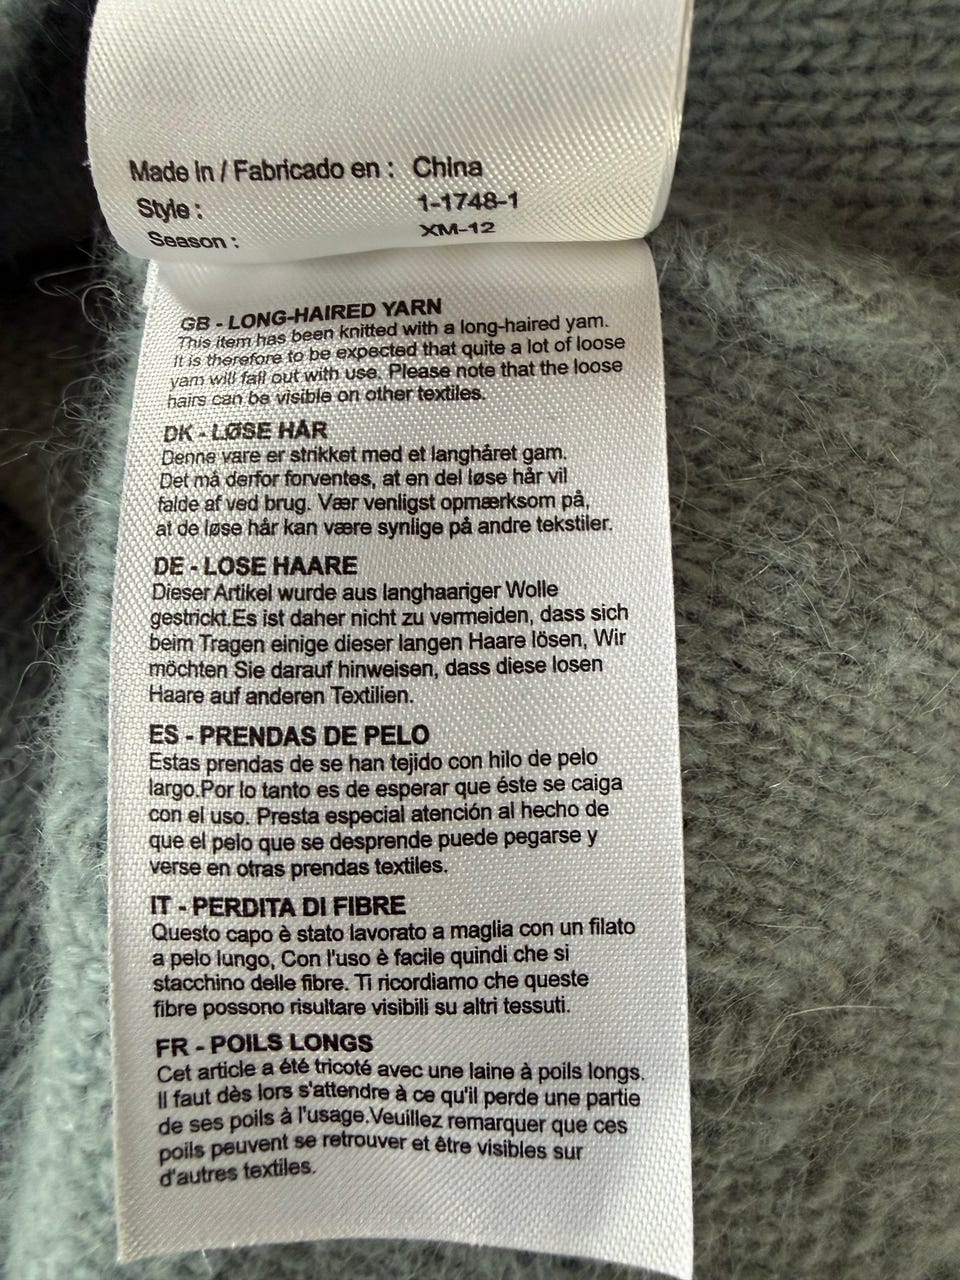 Made in / Fabricado en : China
Style : 1-1748-1
Season : XM-12
GB - LONG-HAIRED YARN
This item has been knitted with a long-haired yarn.
It is therefore to be expected that quite a lot of loose
yarn will fall out with use. Please note that the loose
hairs can be visible on other textiles.
DK - LØSE HÅR
Denne vare er strikket med et langhåret garn.
Det må derfor forventes, at en del løse hår vil
falde af ved brug. Vær venligst opmærksom på,
at de løse hår kan være synlige på andre tekstiler.
DE - LOSE HAARE
Dieser Artikel wurde aus langhaariger Wolle
gestrickt.Es ist daher nicht zu vermeiden, dass sich
beim Tragen einige dieser langen Haare lösen, Wir
möchten Sie darauf hinweisen, dass diese losen
Haare auf anderen Textilien.
ES - PRENDAS DE PELO
Estas prendas de se han tejido con hilo de pelo
largo.Por lo tanto es de esperar que éste se caiga
con el uso. Presta especial atención al hecho de
que el pelo que se desprende puede pegarse y
verse en otras prendas textiles.
IT - PERDITA DI FIBRE
Questo capo è stato lavorato a maglia con un filato
a pelo lungo, Con l'uso è facile quindi che si
stacchino delle fibre. Ti ricordiamo che queste
fibre possono risultare visibili su altri tessuti.
FR - POILS LONGS
Cet article a été tricoté avec une laine à poils longs.
Il faut dès lors s'attendre à ce qu'il perde une partie
de ses poils à l'usage.Veuillez remarquer que ces
poils peuvent se retrouver et être visibles sur
d'autres textiles.